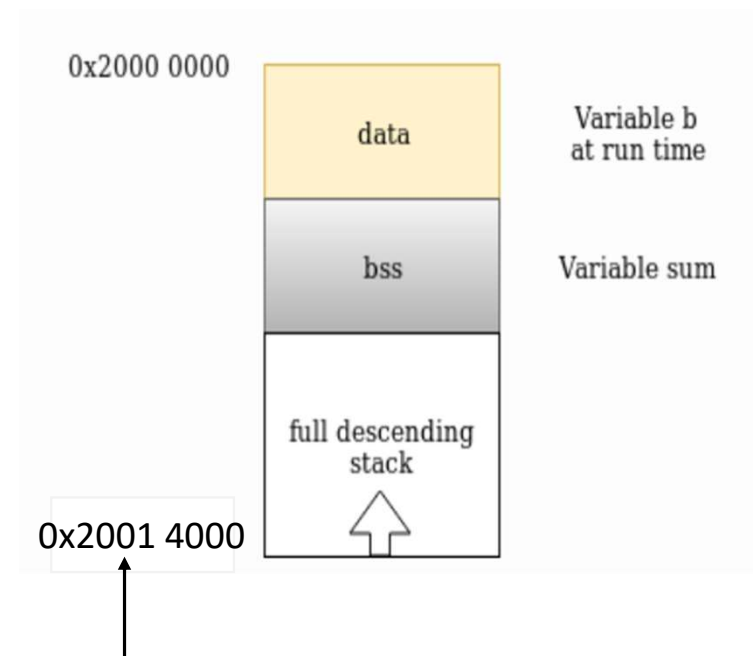 0x2000 0000
data
Variable b
at run time
bss
Variable sum
full descending
stack
0x2001 4000